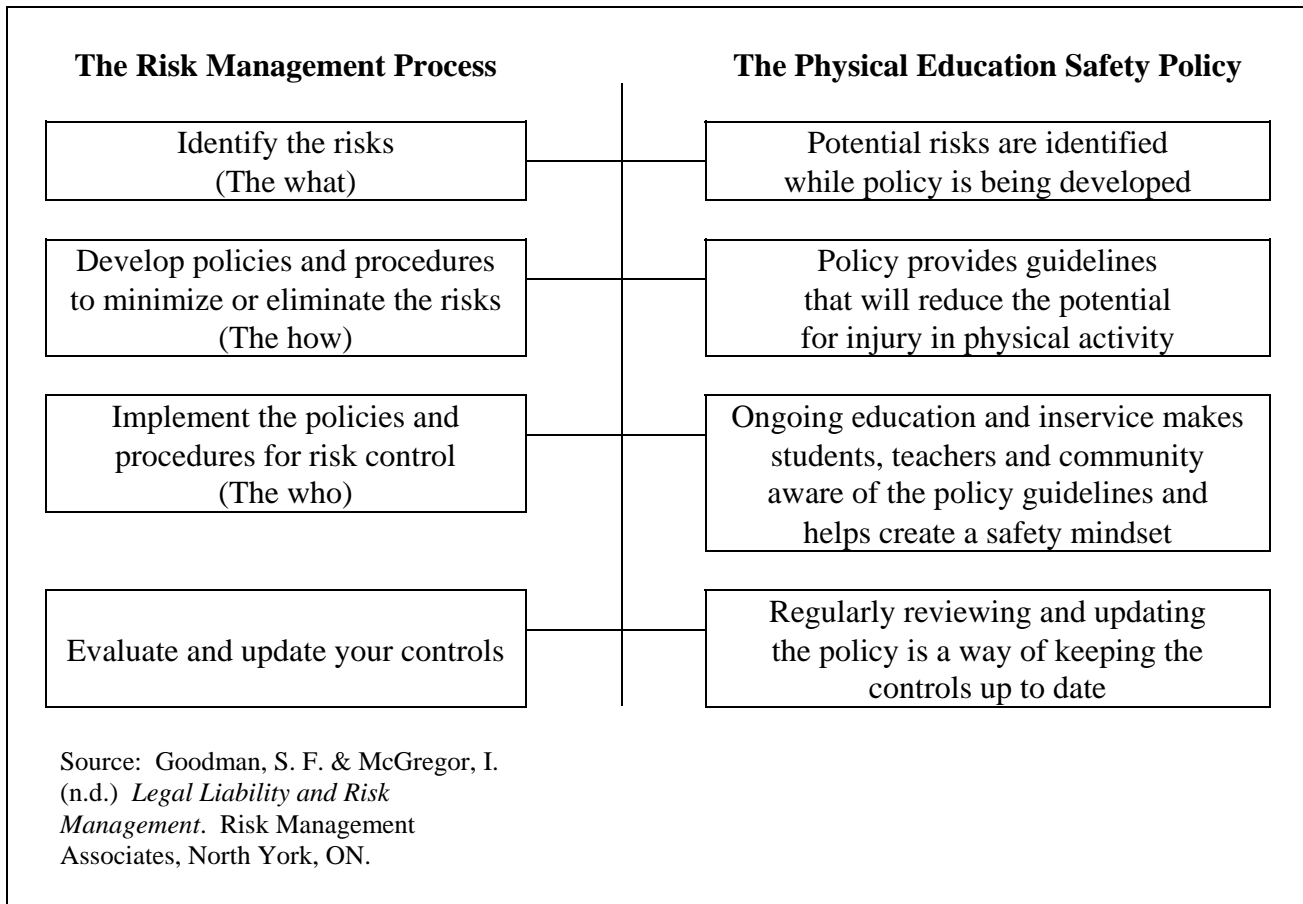 The Risk Management Process
The Physical Education Safety Policy
Identify the risks
(The what)
Potential risks are identified
while policy is being developed
Develop policies and procedures
to minimize or eliminate the risks
(The how)
Policy provides guidelines
that will reduce the potential
for injury in physical activity
Implement the policies and
procedures for risk control
(The who)
Ongoing education and inservice makes
students, teachers and community
aware of the policy guidelines and
helps create a safety mindset
Evaluate and update your controls
Regularly reviewing and updating
the policy is a way of keeping the
controls up to date
Source:  Goodman, S. F. & McGregor, I.
(n.d.)  Legal Liability and Risk
Management.  Risk Management
Associates, North York, ON.